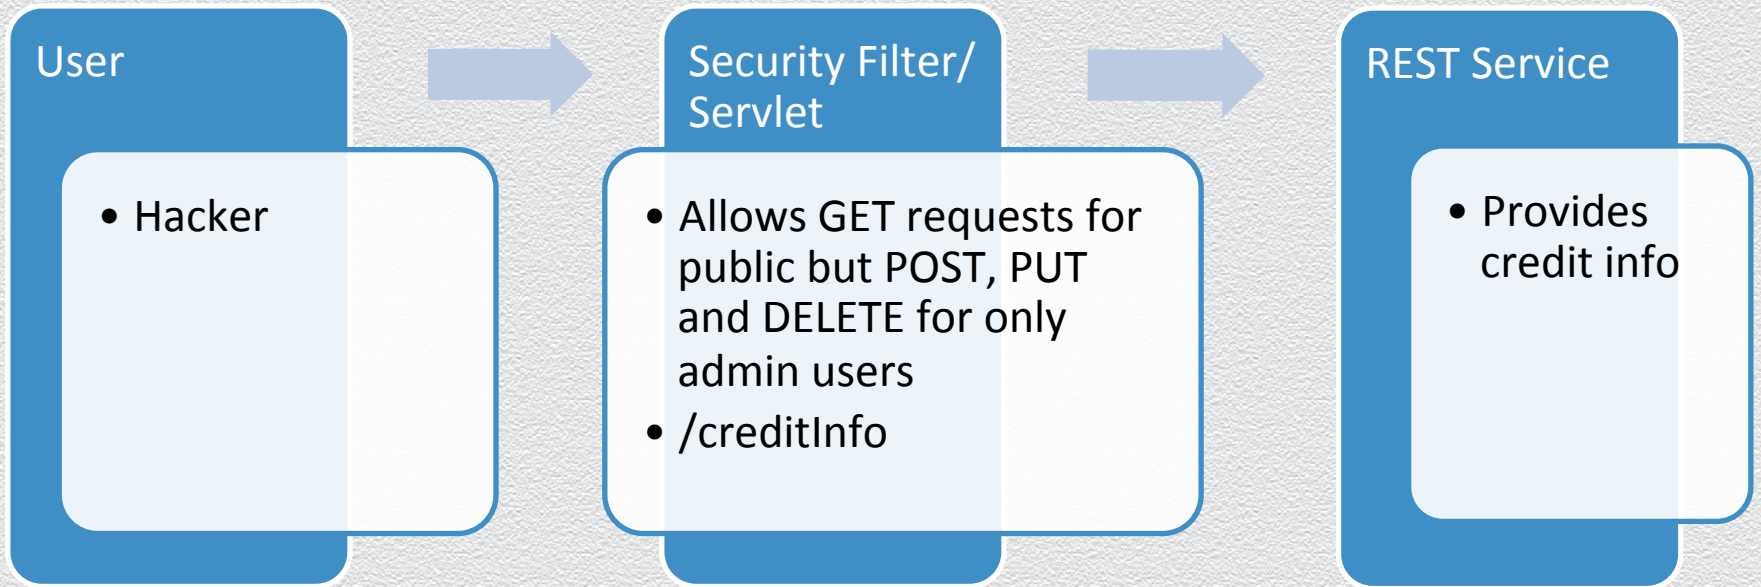 User
• Hacker
Security Filter/
Servlet
• Allows GET requests for
public but POST, PUT
and DELETE for only
admin users
• /creditInfo
REST Service
• Provides
credit info